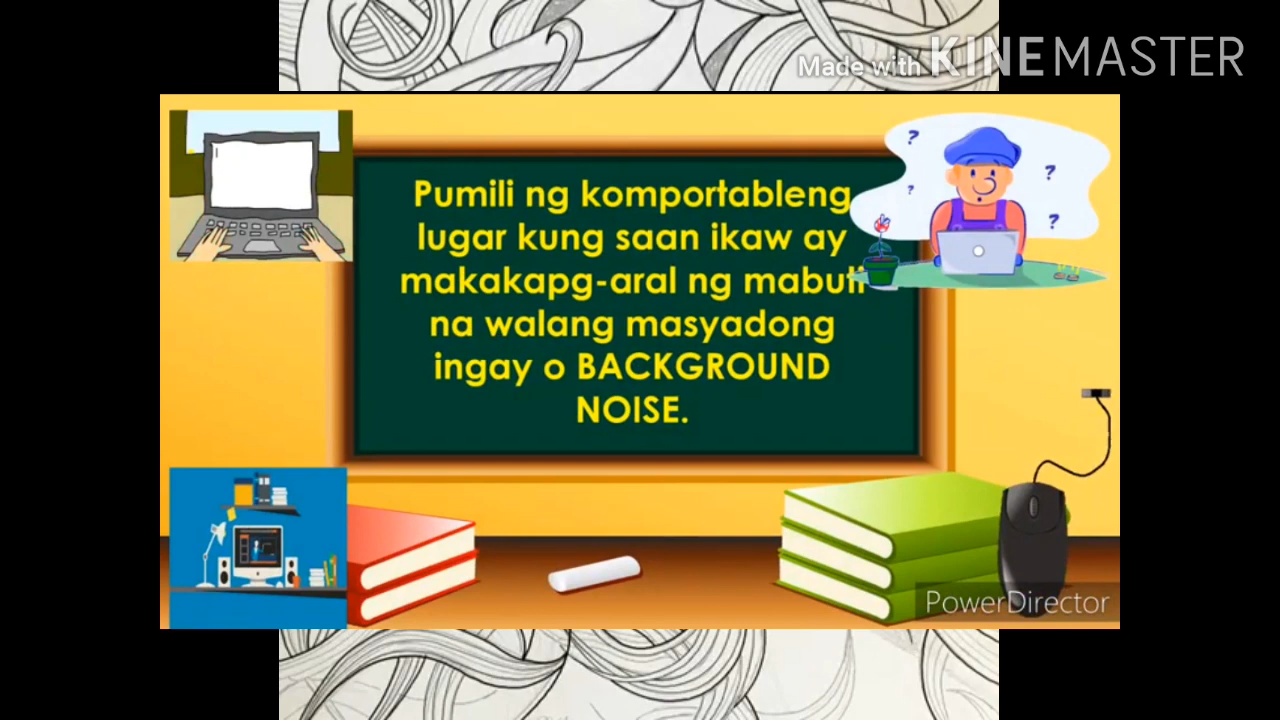 Made with KINEMASTER
Pumili ng komportableng
lugar kung saan ikaw ay
makakapg-aral ng mabuti
na walang masyadong
ingay o BACKGROUND
NOISE.
PowerDirector